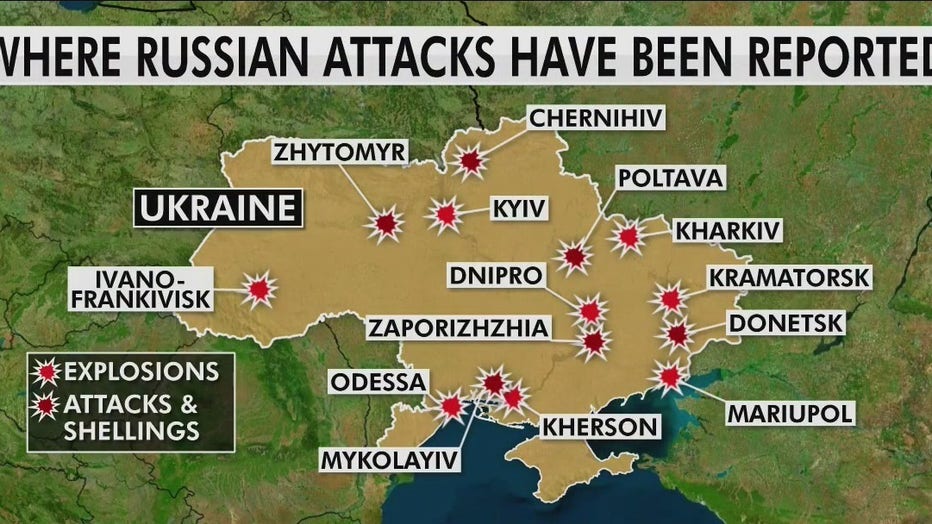 WHERE RUSSIAN ATTACKS HAVE BEEN REPORTED
CHERNIHIV
ZHYTOMYR
POLTAVA
UKRAINE
KYIV
KHARKIV
IVANO-
FRANKIVISK
DNIPRO
KRAMATORSK
ZAPORIZHZHIA
DONETSK
EXPLOSIONS
ATTACKS &
SHELLINGS
ODESSA
MARIUPOL
KHERSON
MYKOLAYIV